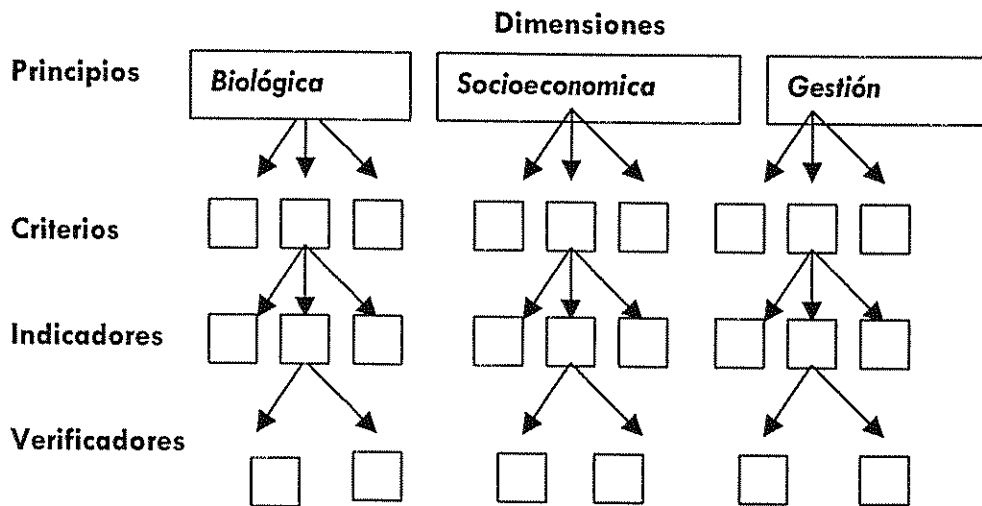 Dimensiones
Principios
Biológica
Socioeconomica
Gestión
Criterios
Indicadores
Verificadores